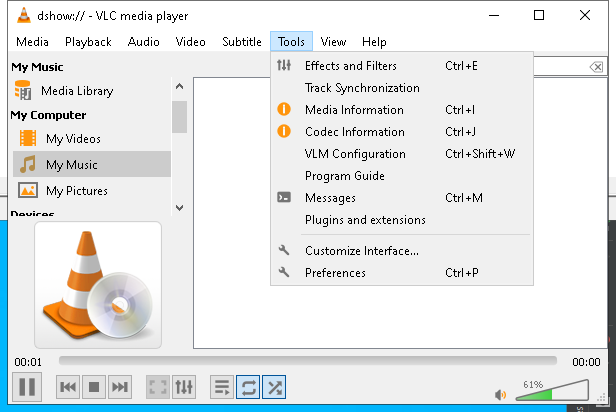 dshow:// - VLC media player
Media Playback Audio Video Subtitle Tools View Help
My Music
Media Library
My Computer
My Videos
My Music
My Pictures
Devices
Effects and Filters Ctrl+E
Track Synchronization
Media Information Ctrl+I
Codec Information Ctrl+J
VLM Configuration Ctrl+Shift+W
Program Guide
Messages Ctrl+M
Plugins and extensions
Customize Interface...
Preferences Ctrl+P
00:01 00:00
61%